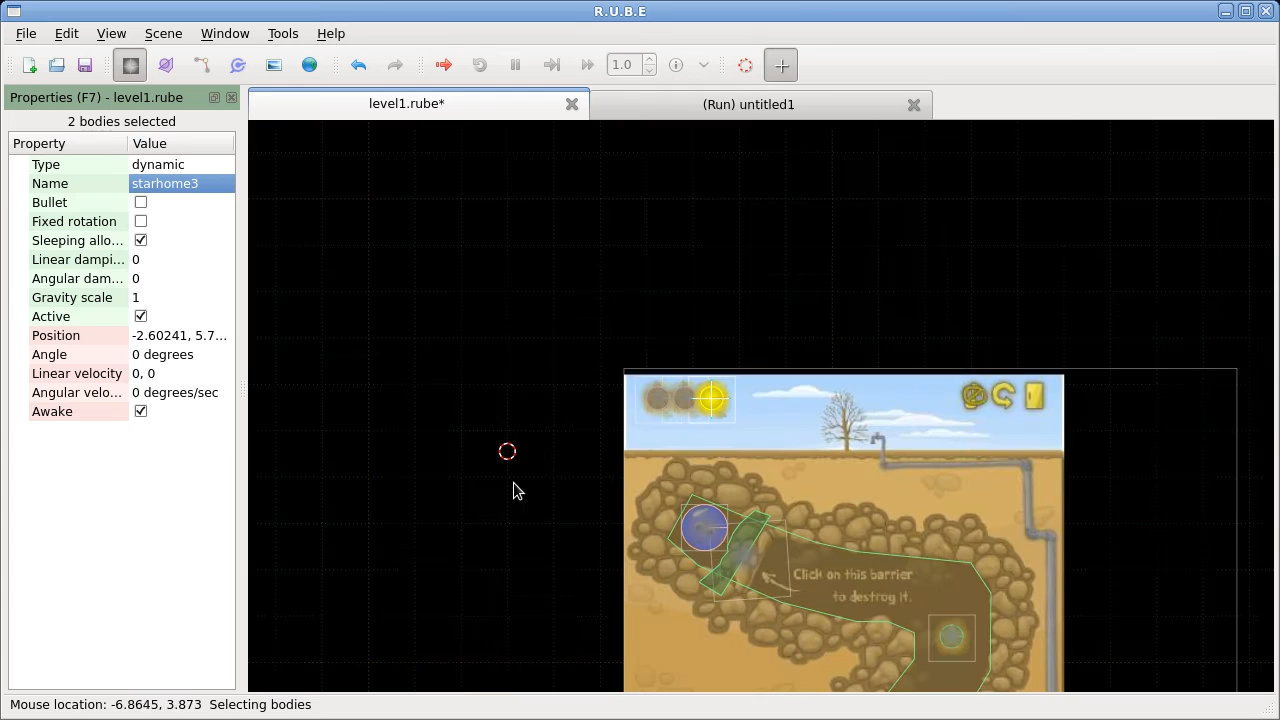 R.U.B.E
File Edit View Scene Window Tools Help
1.0
Properties (F7) - level1.rube
level1.rube*
(Run) untitled1
2 bodies selected
Property Value
Type dynamic
Name starhome3
Bullet
Fixed rotation
Sleeping allo...
Linear dampi... 0
Angular dam... 0
Gravity scale 1
Active
Position -2.60241, 5.7...
Angle 0 degrees
Linear velocity 0, 0
Angular velo... 0 degrees/sec
Awake
Click on this barrier
to destroy it.
Mouse location: -6.8645, 3.873 Selecting bodies